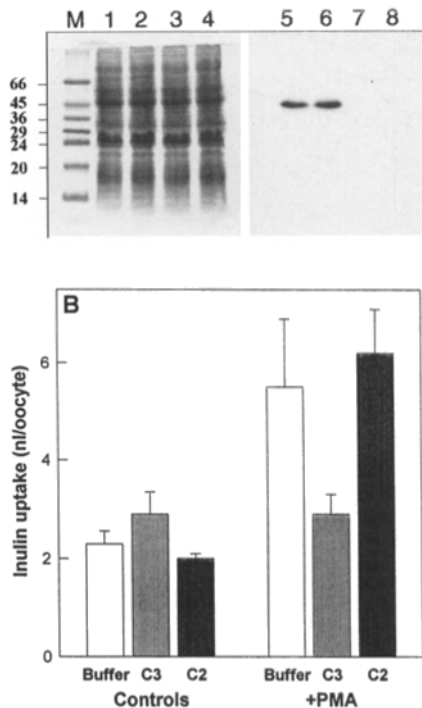 M 1 2 3 4 5 6 7 8
66
45
36
29
24
20
14
B
Inulin uptake (nl/oocyte)
6
4
2
0
Buffer C3 C2 Buffer C3 C2
Controls +PMA